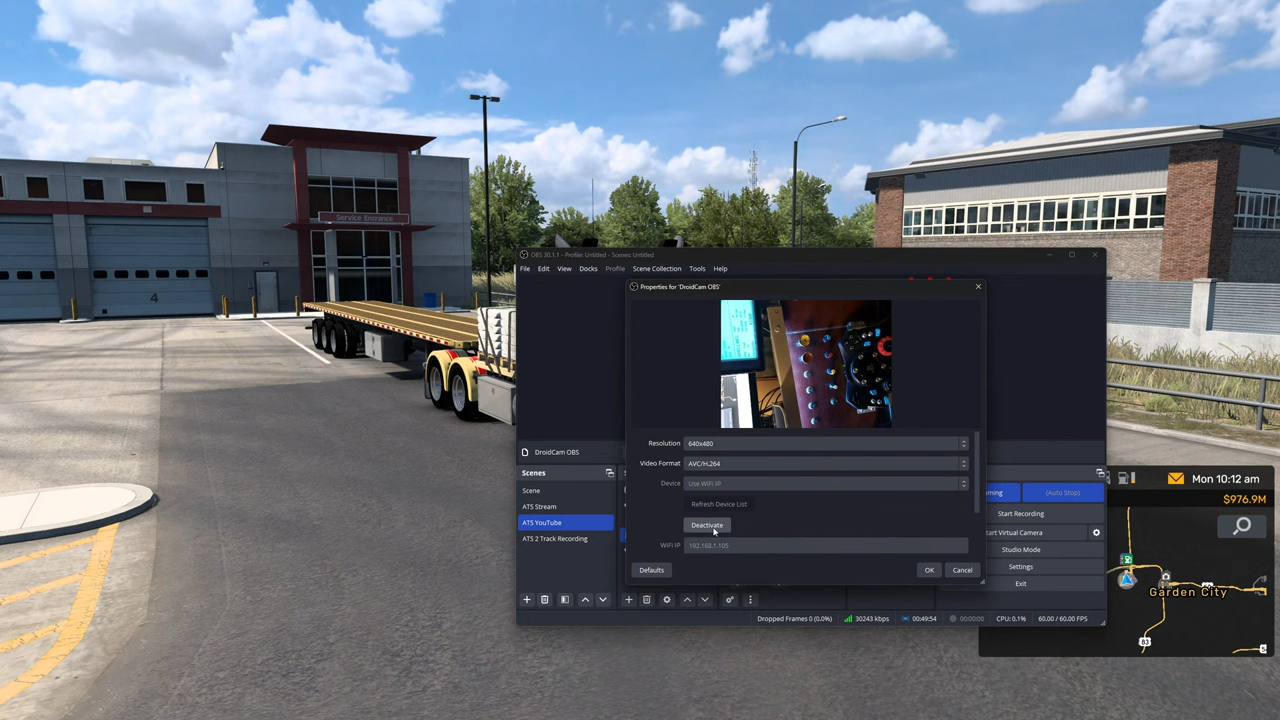 Service Entrance
4
OBS 30.1.1 - Profile: Untitled - Scenes: Untitled
File Edit View Docks Profile Scene Collection Tools Help
Properties for 'DroidCam OBS'
Resolution 640x480
Video Format AVC/H.264
Device Use WiFi IP
Refresh Device List
Deactivate
WiFi IP 192.168.1.105
Defaults OK Cancel
DroidCam OBS
Scenes
Scene
ATS Stream
ATS YouTube
ATS 2 Track Recording
(Auto Stop)
Start Recording
Start Virtual Camera
Studio Mode
Settings
Exit
Dropped Frames 0 (0.0%) 30243 kbps 00:49:54 00:00:00 CPU: 0.1% 60.00 / 60.00 FPS
Mon 10:12 am
$976.9M
Garden City
83